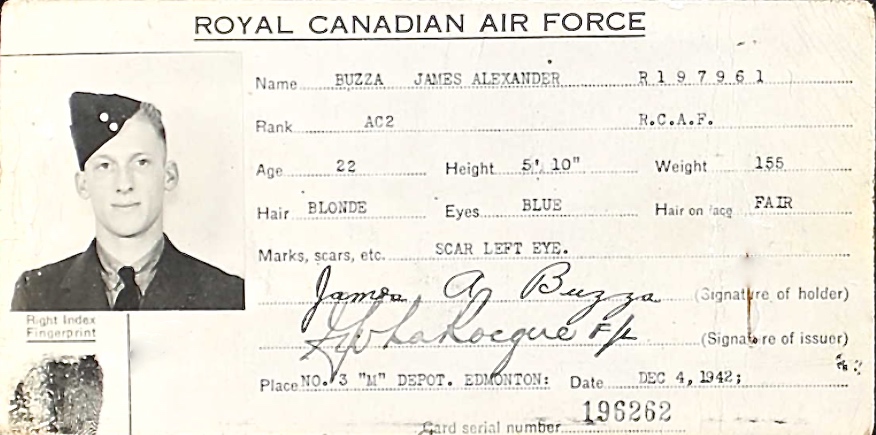 ROYAL CANADIAN AIR FORCE
Name BUZZA JAMES ALEXANDER R197961
Rank AC2 R.C.A.F.
Age 22 Height 5' 10" Weight 155
Hair BLONDE Eyes BLUE Hair on face FAIR
Marks, scars, etc. SCAR LEFT EYE.
James A Buzza (Signature of holder)
LaRocque F/L (Signature of issuer)
Right Index
Fingerprint
Place NO. 3 "M" DEPOT. EDMONTON: Date DEC 4, 1942;
Card serial number 196262